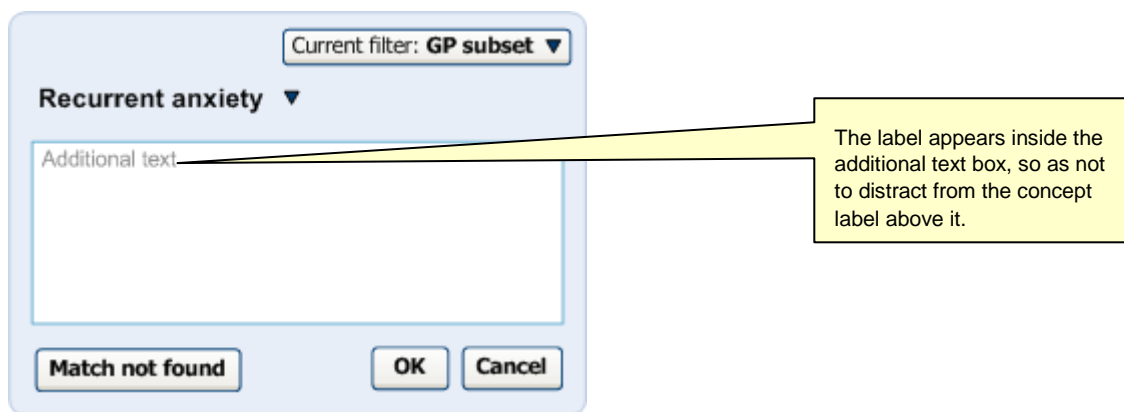 Current filter: GP subset ▼
Recurrent anxiety ▼
Additional text
The label appears inside the
additional text box, so as not
to distract from the concept
label above it.
Match not found
OK
Cancel